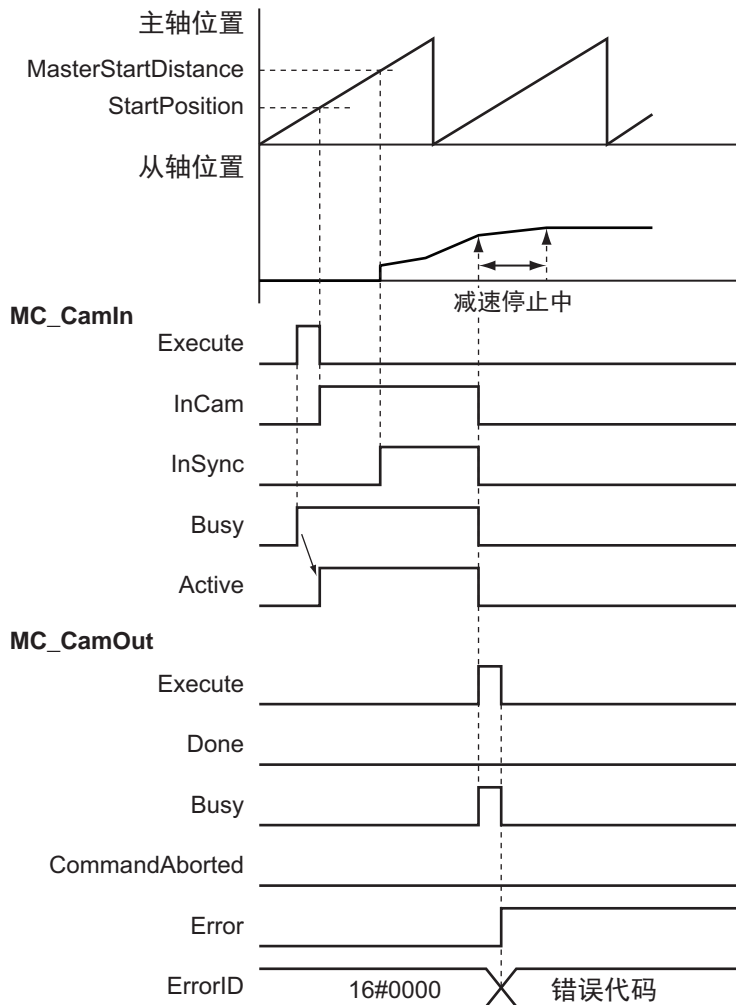 主轴位置
MasterStartDistance
StartPosition
从轴位置
减速停止中
MC_CamIn
Execute
InCam
InSync
Busy
Active
MC_CamOut
Execute
Done
Busy
CommandAborted
Error
ErrorID 16#0000 错误代码